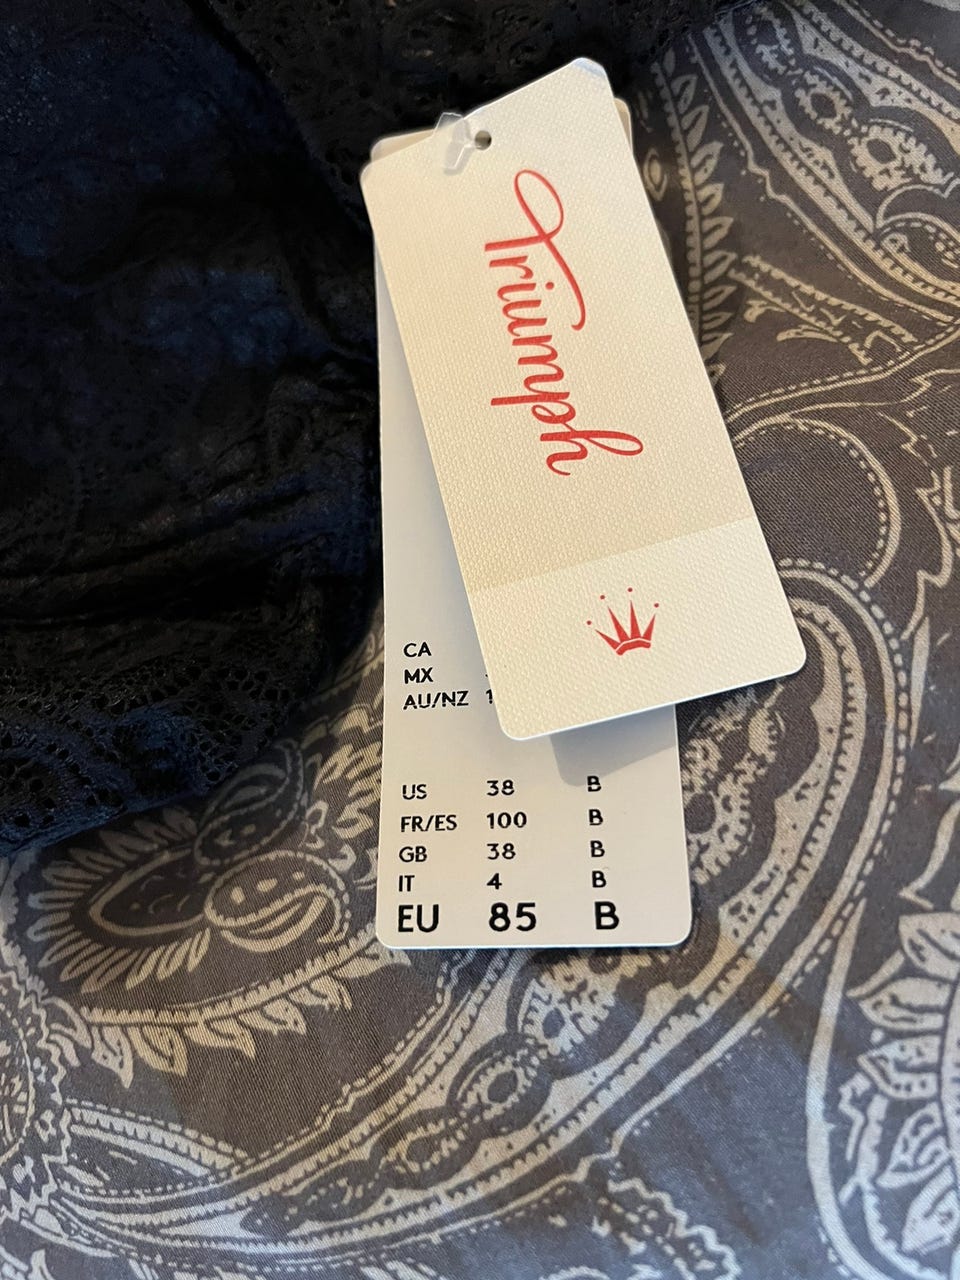 Triumph
CA
MX
AU/NZ
US 38 B
FR/ES 100 B
GB 38 B
IT 4 B
EU 85 B